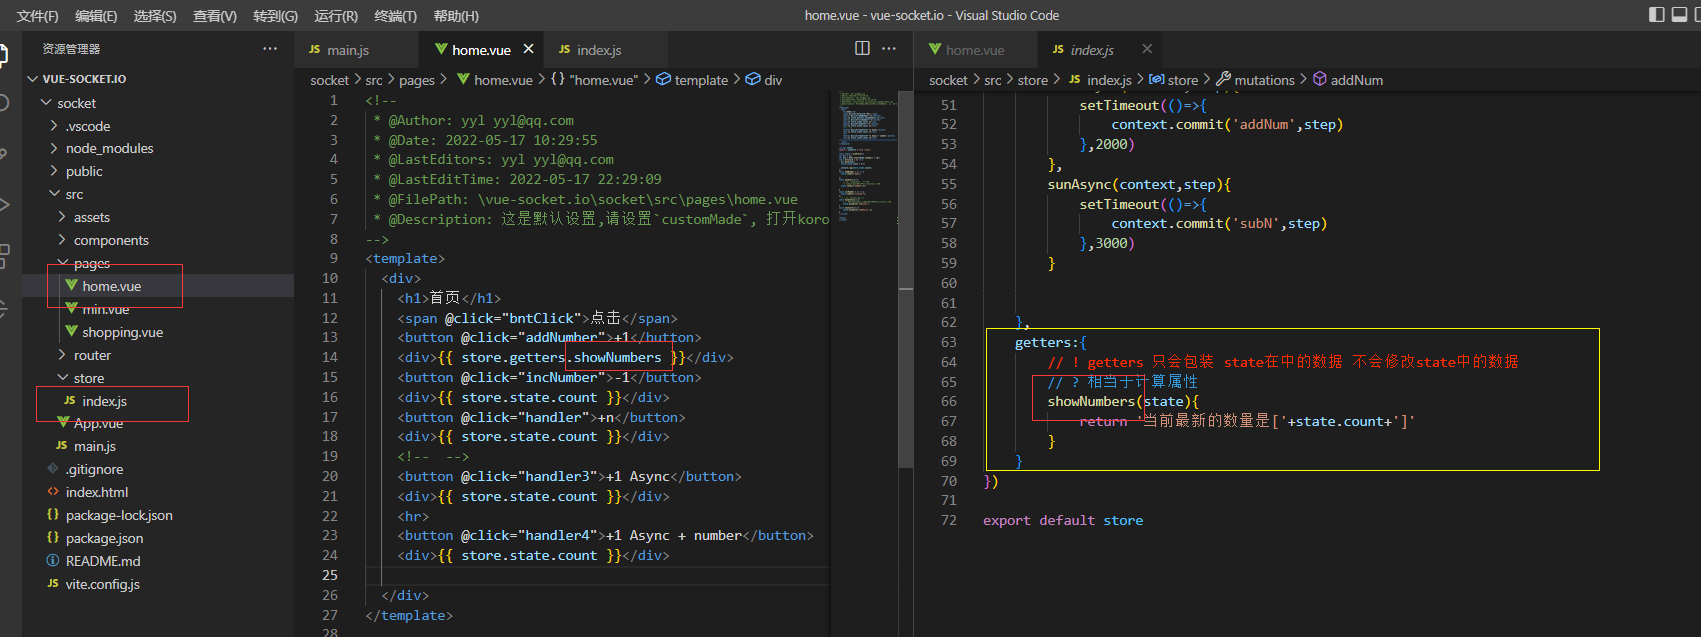 文件(F) 编辑(E) 选择(S) 查看(V) 转到(G) 运行(R) 终端(T) 帮助(H)
home.vue - vue-socket.io - Visual Studio Code
资源管理器
VUE-SOCKET.IO
socket
.vscode
node_modules
public
src
assets
components
pages
home.vue
min.vue
shopping.vue
router
store
JS index.js
App.vue
JS main.js
.gitignore
<> index.html
{} package-lock.json
{} package.json
README.md
JS vite.config.js
JS main.js home.vue JS index.js
socket > src > pages > home.vue > {} "home.vue" > template > div
1 <!--
2 * @Author: yyl yyl@qq.com
3 * @Date: 2022-05-17 10:29:55
4 * @LastEditors: yyl yyl@qq.com
5 * @LastEditTime: 2022-05-17 22:29:09
6 * @FilePath: \vue-socket.io\socket\src\pages\home.vue
7 * @Description: 这是默认设置,请设置`customMade`, 打开koro
8 -->
9 <template>
10 <div>
11 <h1>首页</h1>
12 <span @click="bntClick">点击</span>
13 <button @click="addNumber">+1</button>
14 <div>{{ store.getters.showNumbers }}</div>
15 <button @click="incNumber">-1</button>
16 <div>{{ store.state.count }}</div>
17 <button @click="handler">+n</button>
18 <div>{{ store.state.count }}</div>
19 <!-- -->
20 <button @click="handler3">+1 Async</button>
21 <div>{{ store.state.count }}</div>
22 <hr>
23 <button @click="handler4">+1 Async + number</button>
24 <div>{{ store.state.count }}</div>
25
26 </div>
27 </template>
28
home.vue JS index.js
socket > src > store > JS index.js > store > mutations > addNum
51 setTimeout(()=>{
52 context.commit('addNum',step)
53 },2000)
54 },
55 sunAsync(context,step){
56 setTimeout(()=>{
57 context.commit('subN',step)
58 },3000)
59 }
60
61
62 },
63 getters:{
64 // ! getters 只会包装 state在中的数据 不会修改state中的数据
65 // ? 相当于计算属性
66 showNumbers(state){
67 return '当前最新的数量是['+state.count+']'
68 }
69 }
70 })
71
72 export default store